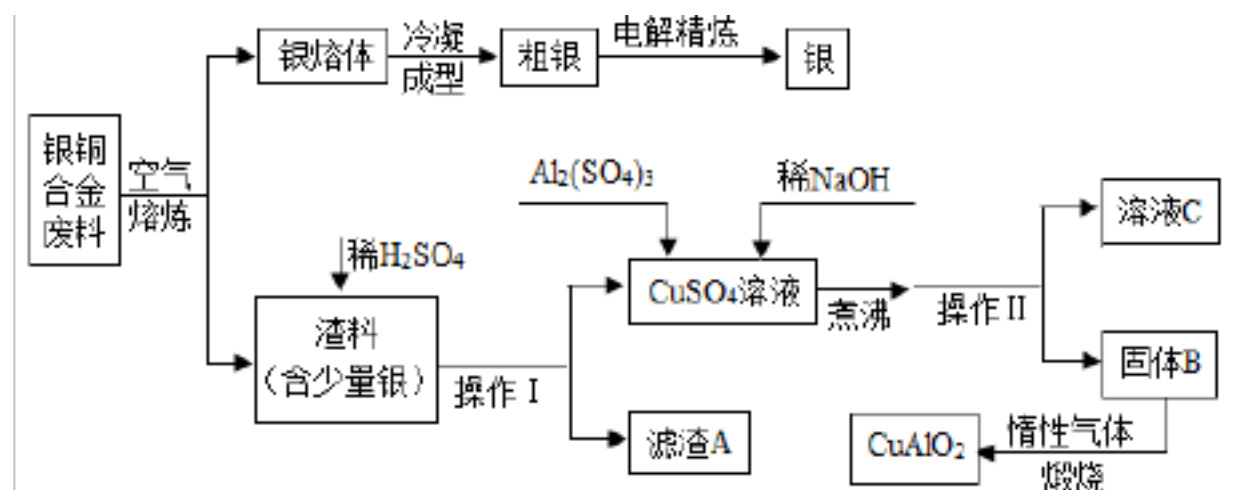 银熔体
冷凝
成型
粗银
电解精炼
银
银铜
合金
废料
空气
熔炼
Al₂(SO₄)₃
稀NaOH
溶液C
稀H₂SO₄
CuSO₄溶液
煮沸
操作Ⅱ
渣料
(含少量银)
操作Ⅰ
固体B
滤渣A
CuAlO₂
惰性气体
煅烧